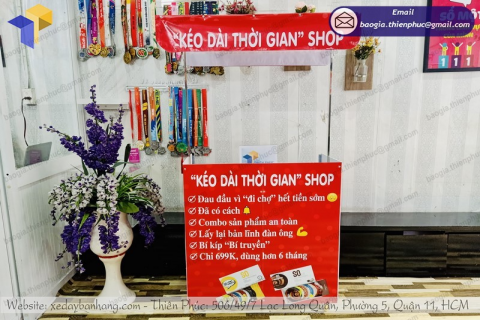 Email
baogia.thienphuc@gmail.com
“KÉO DÀI THỜI GIAN” SHOP
“KÉO DÀI THỜI GIAN” SHOP
Đau đầu vì “đi chợ” hết tiền sớm
Đã có cách
Combo sản phẩm an toàn
Lấy lại bản lĩnh đàn ông
Bí kíp “Bí truyền”
Chỉ 699K, dùng hơn 6 tháng
Website: xedaybanhang.com - Thiên Phúc: 506/49/7 Lạc Long Quân, Phường 5, Quận 11, HCM